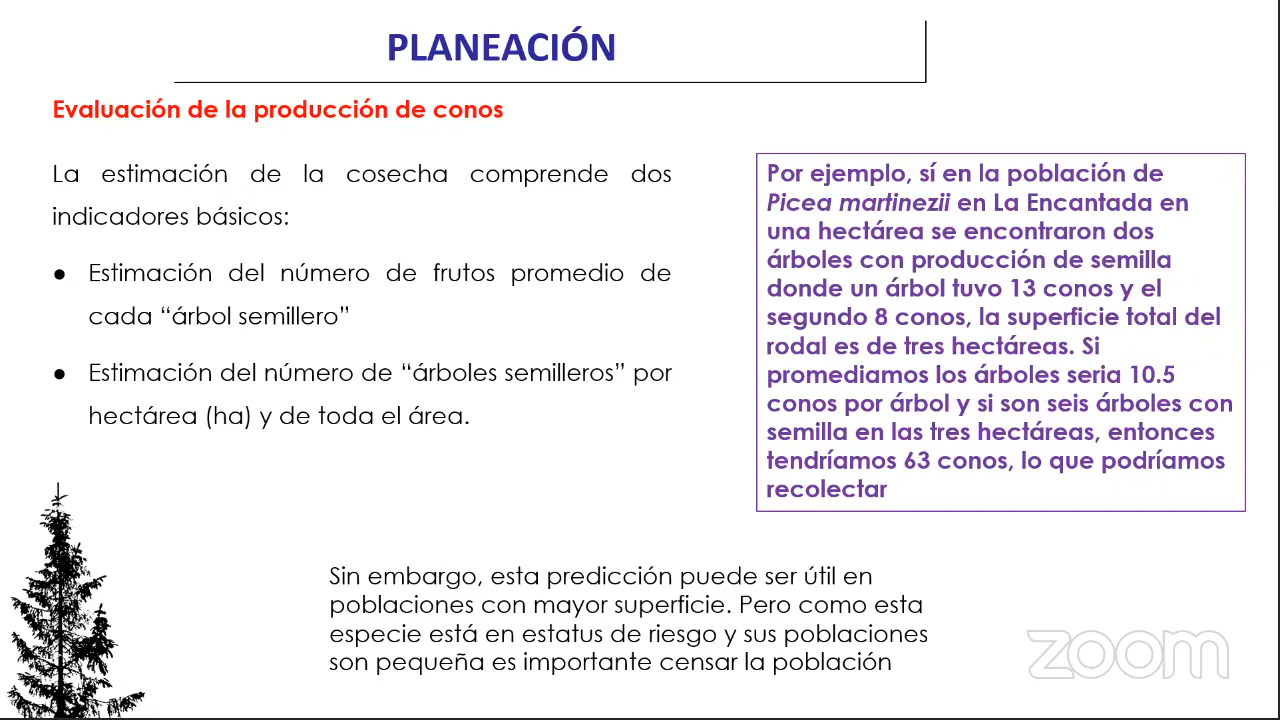 PLANEACIÓN
Evaluación de la producción de conos
La estimación de la cosecha comprende dos
indicadores básicos:
● Estimación del número de frutos promedio de
cada “árbol semillero”
● Estimación del número de “árboles semilleros” por
hectárea (ha) y de toda el área.
Por ejemplo, sí en la población de
Picea martinezii en La Encantada en
una hectárea se encontraron dos
árboles con producción de semilla
donde un árbol tuvo 13 conos y el
segundo 8 conos, la superficie total del
rodal es de tres hectáreas. Si
promediamos los árboles seria 10.5
conos por árbol y si son seis árboles con
semilla en las tres hectáreas, entonces
tendríamos 63 conos, lo que podríamos
recolectar
Sin embargo, esta predicción puede ser útil en
poblaciones con mayor superficie. Pero como esta
especie está en estatus de riesgo y sus poblaciones
son pequeña es importante censar la población
zoom